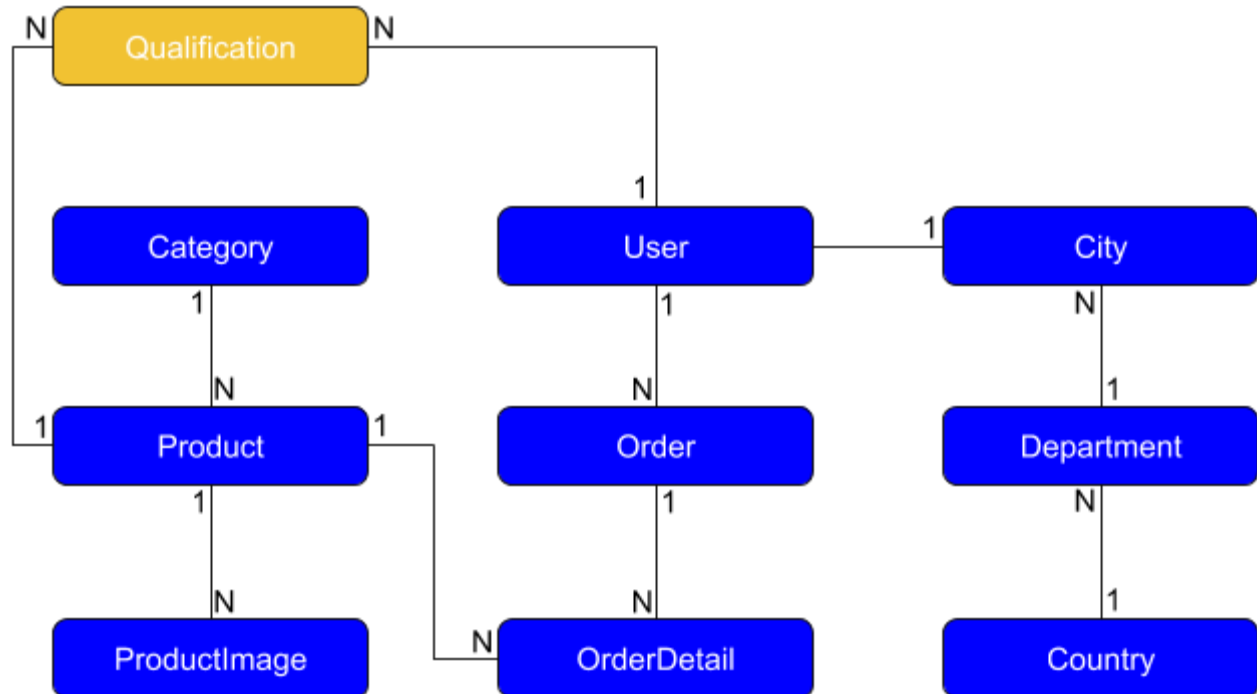 N
Qualification
N
1
Category
User
1
City
1
1
N
N
N
1
1
Product
1
Order
Department
1
1
N
N
N
N
1
ProductImage
OrderDetail
Country